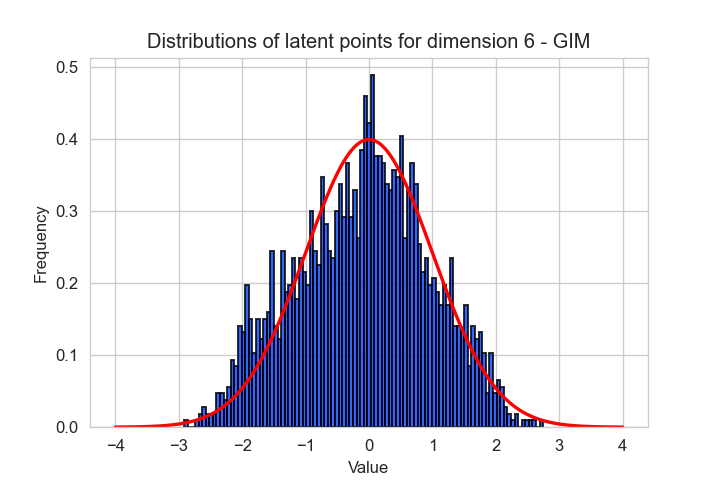 Distributions of latent points for dimension 6 - GIM
Frequency
0.5
0.4
0.3
0.2
0.1
0.0
−4 −3 −2 −1 0 1 2 3 4
Value